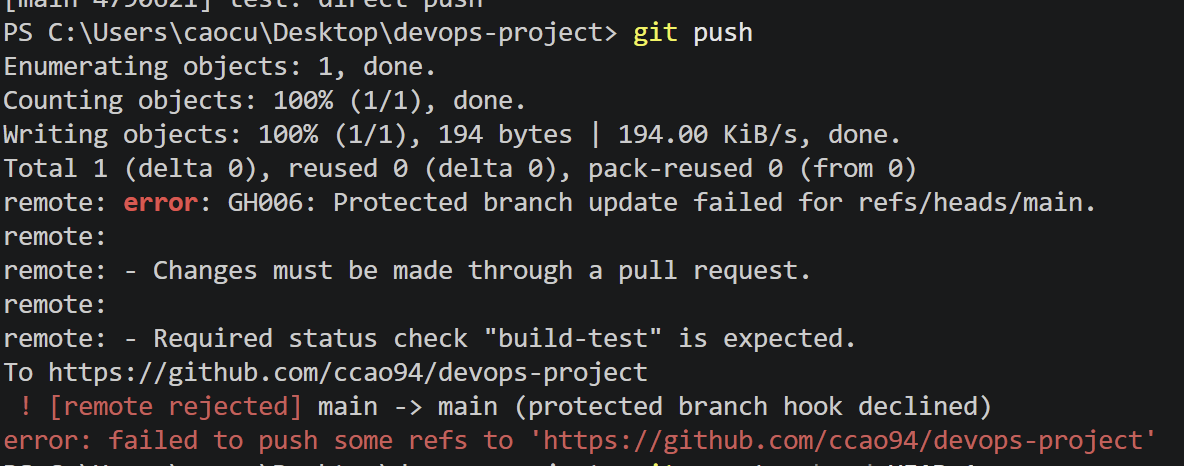 [main 4790621] test: direct push
PS C:\Users\caocu\Desktop\devops-project> git push
Enumerating objects: 1, done.
Counting objects: 100% (1/1), done.
Writing objects: 100% (1/1), 194 bytes | 194.00 KiB/s, done.
Total 1 (delta 0), reused 0 (delta 0), pack-reused 0 (from 0)
remote: error: GH006: Protected branch update failed for refs/heads/main.
remote:
remote: - Changes must be made through a pull request.
remote:
remote: - Required status check "build-test" is expected.
To https://github.com/ccao94/devops-project
! [remote rejected] main -> main (protected branch hook declined)
error: failed to push some refs to 'https://github.com/ccao94/devops-project'